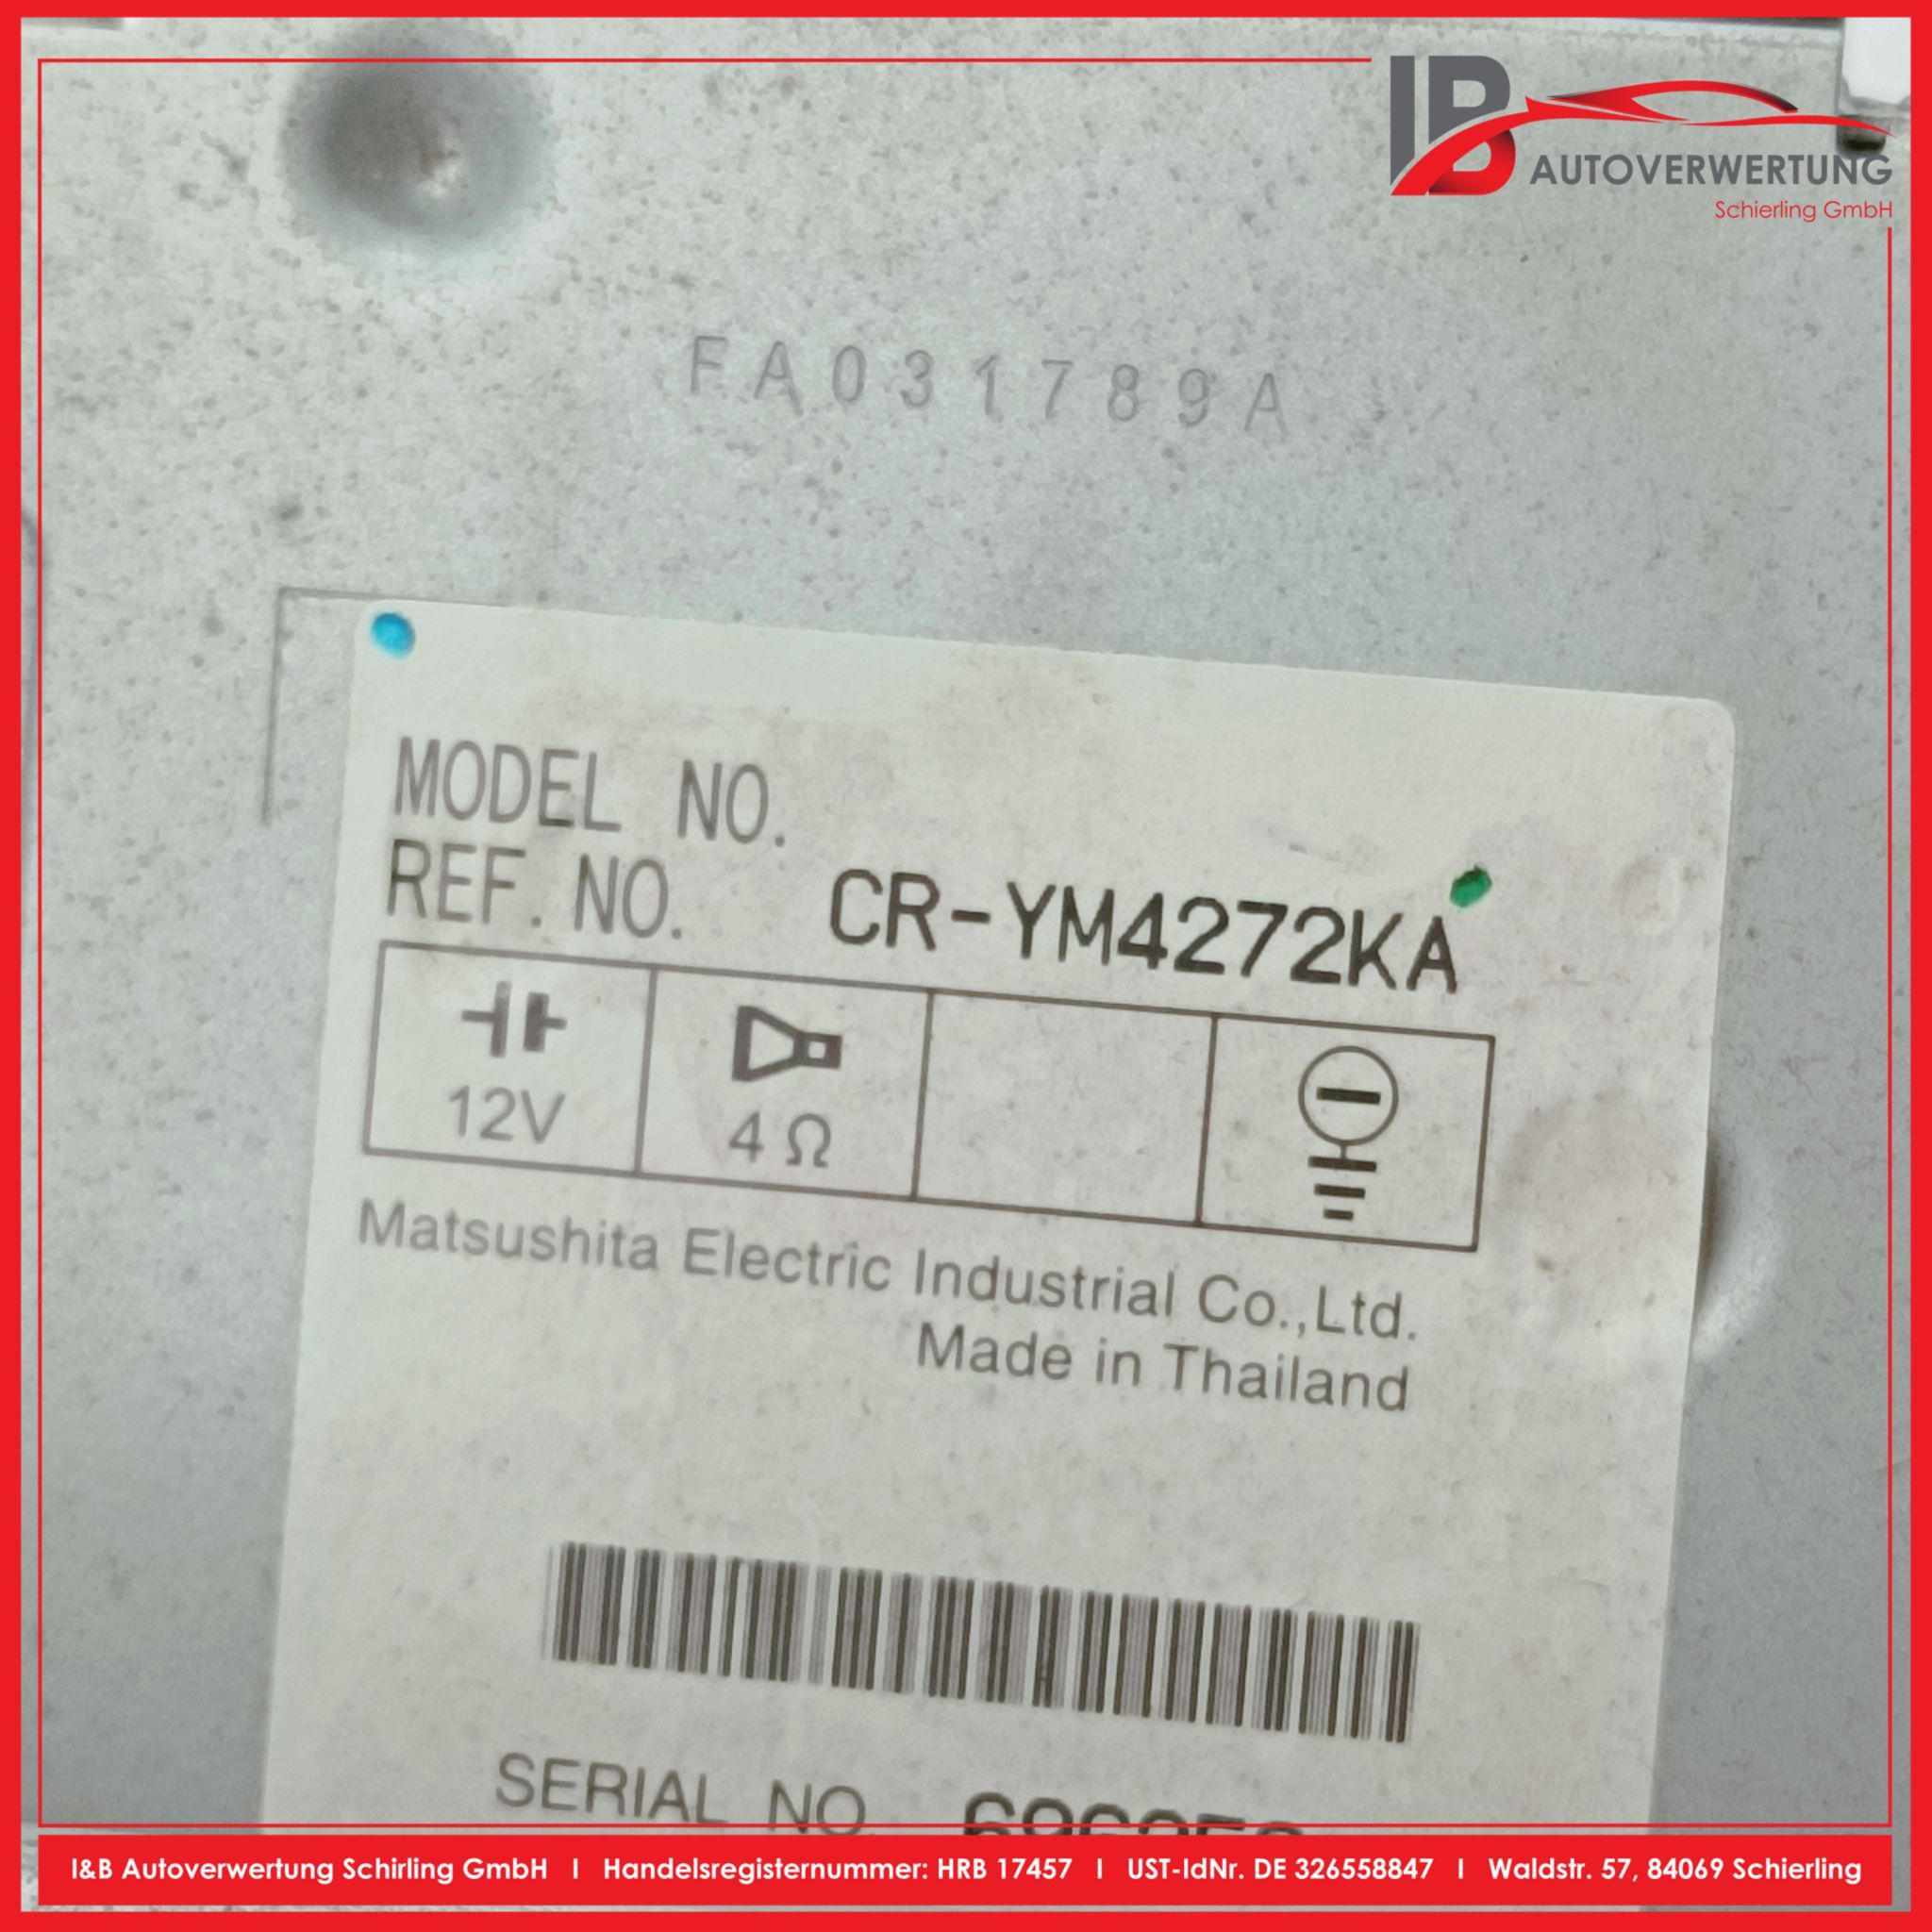 IB
AUTOVERWERTUNG
Schierling GmbH
FA031789A
MODEL NO.
REF. NO. CR-YM4272KA
12V
4 Ω
Matsushita Electric Industrial Co.,Ltd.
Made in Thailand
SERIAL NO.
I&B Autoverwertung Schirling GmbH I Handelsregisternummer: HRB 17457 I UST-IdNr. DE 326558847 I Waldstr. 57, 84069 Schierling